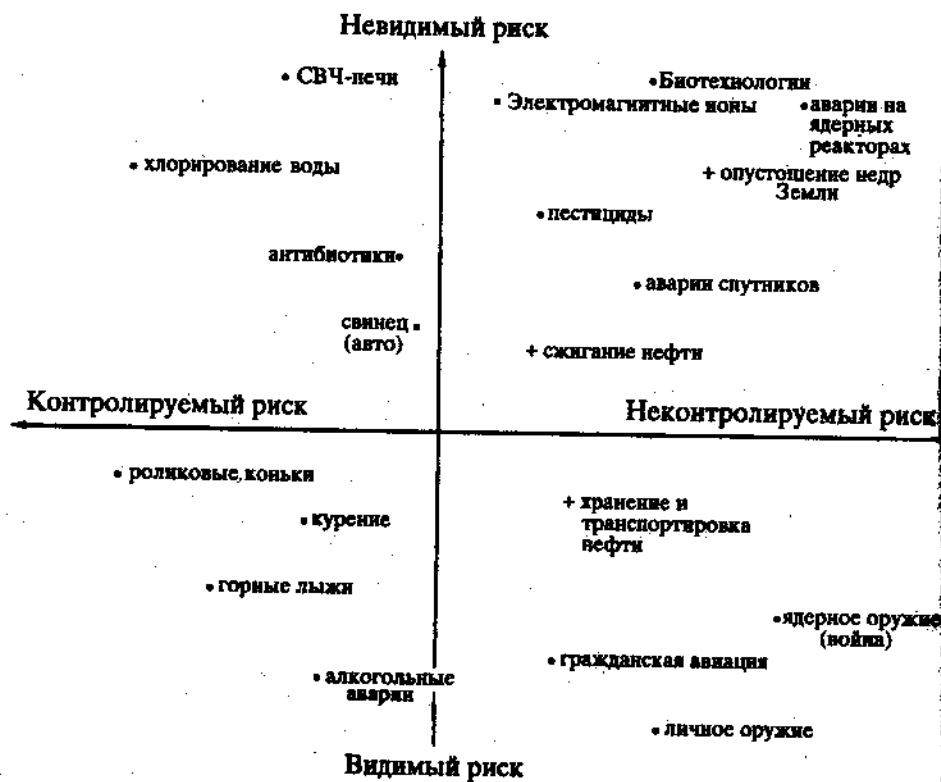 Невидимый риск
СВЧ-печи
Биотехнологии
Электромагнитные ионы
аварии на
ядерных
реакторах
хлорирование воды
+ опустошение недр
Земли
пестициды
антибиотики
аварии спутников
свинец
(авто)
+ сжигание нефти
Контролируемый риск
Неконтролируемый риск
роликовые, коньки
курение
+ хранение и
транспортировка
нефти
горные лыжи
ядерное оружие
(война)
гражданская авиация
алкогольные
аварии
личное оружие
Видимый риск